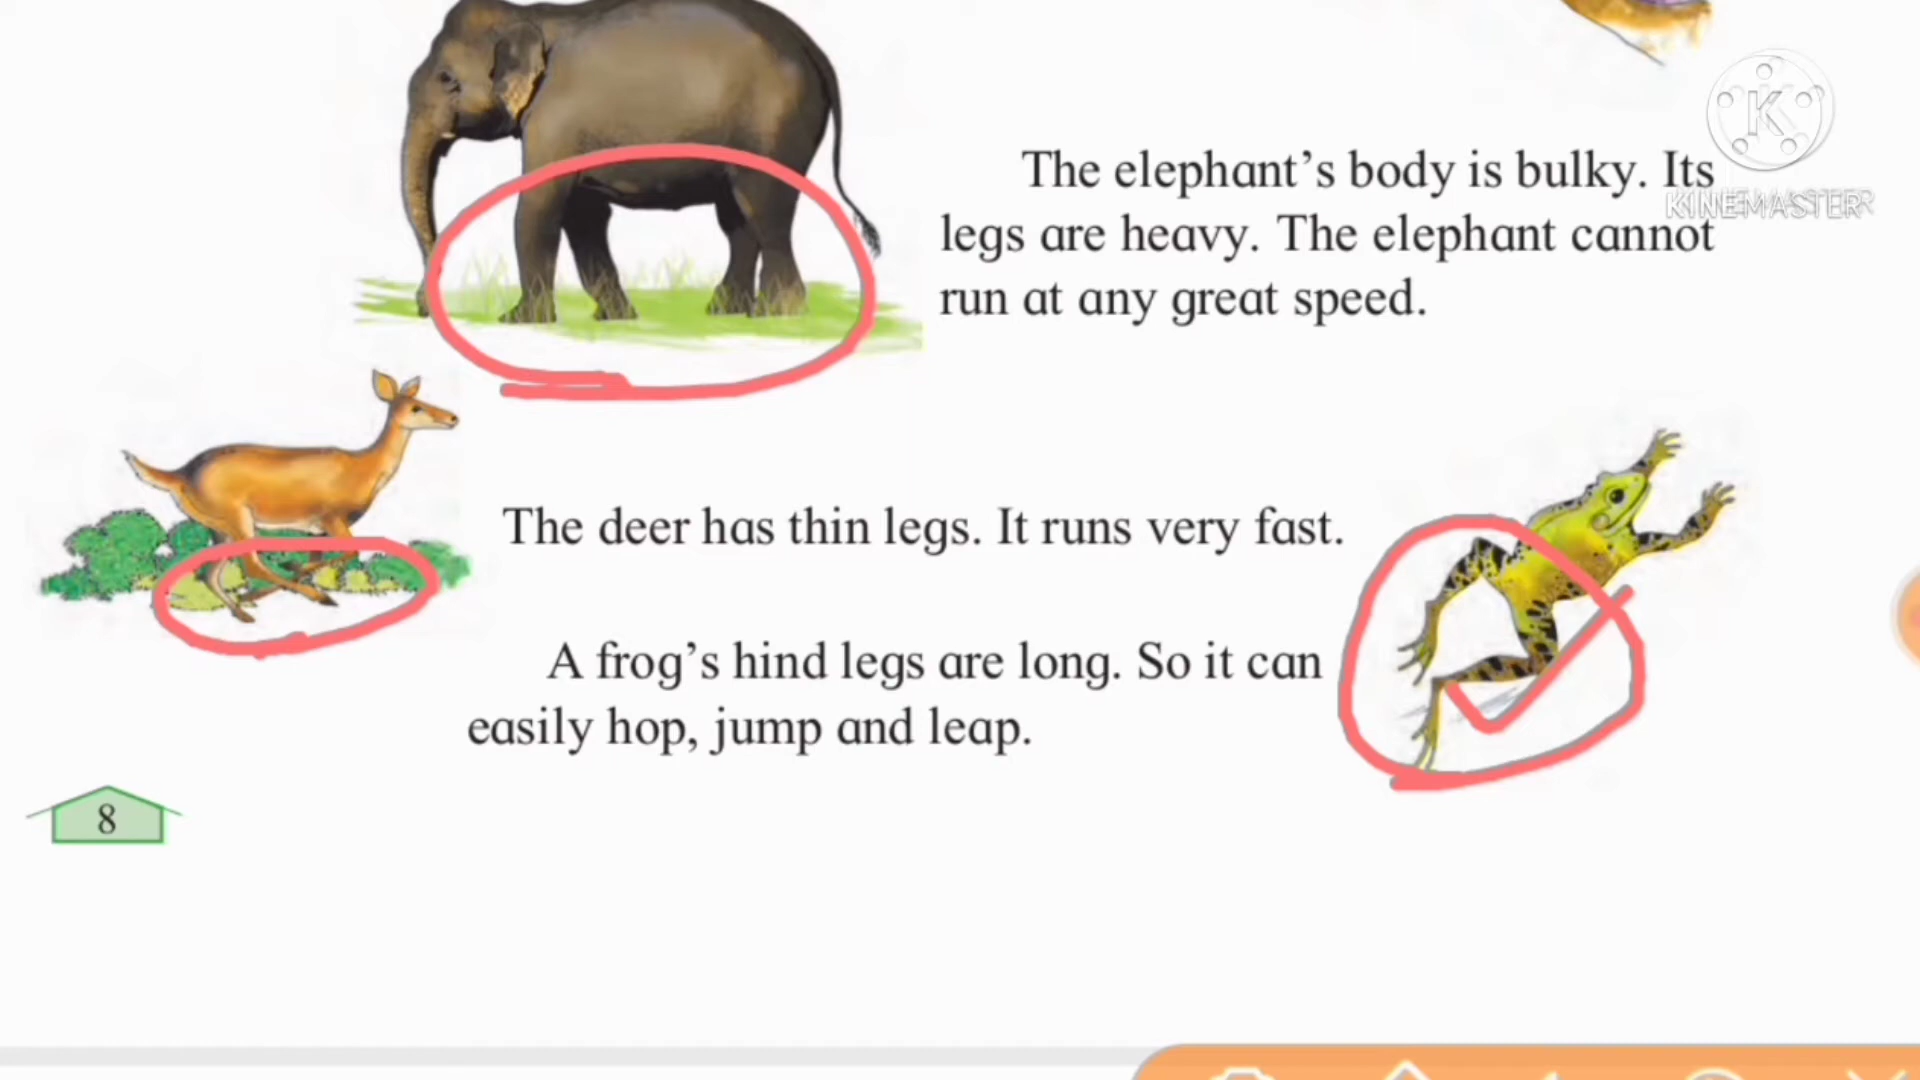 K
KINEMASTER
The elephant's body is bulky. Its
legs are heavy. The elephant cannot
run at any great speed.
The deer has thin legs. It runs very fast.
A frog's hind legs are long. So it can
easily hop, jump and leap.
8